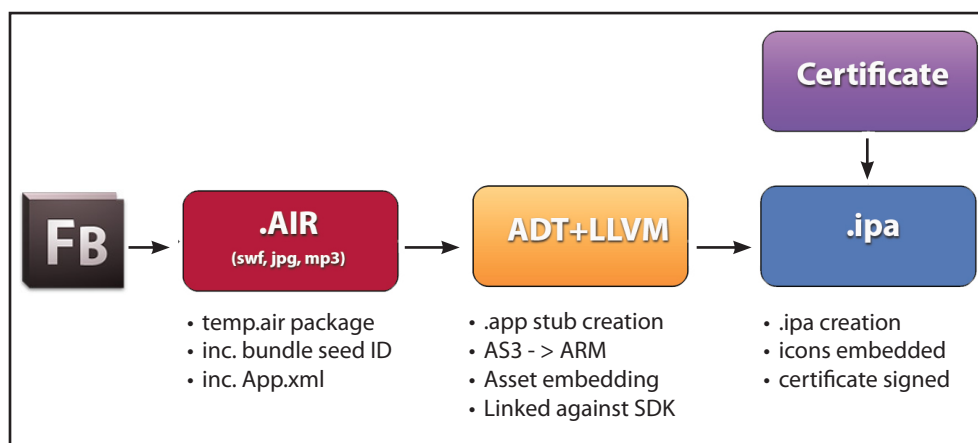 Certificate
FB
.AIR
(swf, jpg, mp3)
ADT+LLVM
.ipa
• temp.air package
• inc. bundle seed ID
• inc. App.xml
• .app stub creation
• AS3 - > ARM
• Asset embedding
• Linked against SDK
• .ipa creation
• icons embedded
• certificate signed